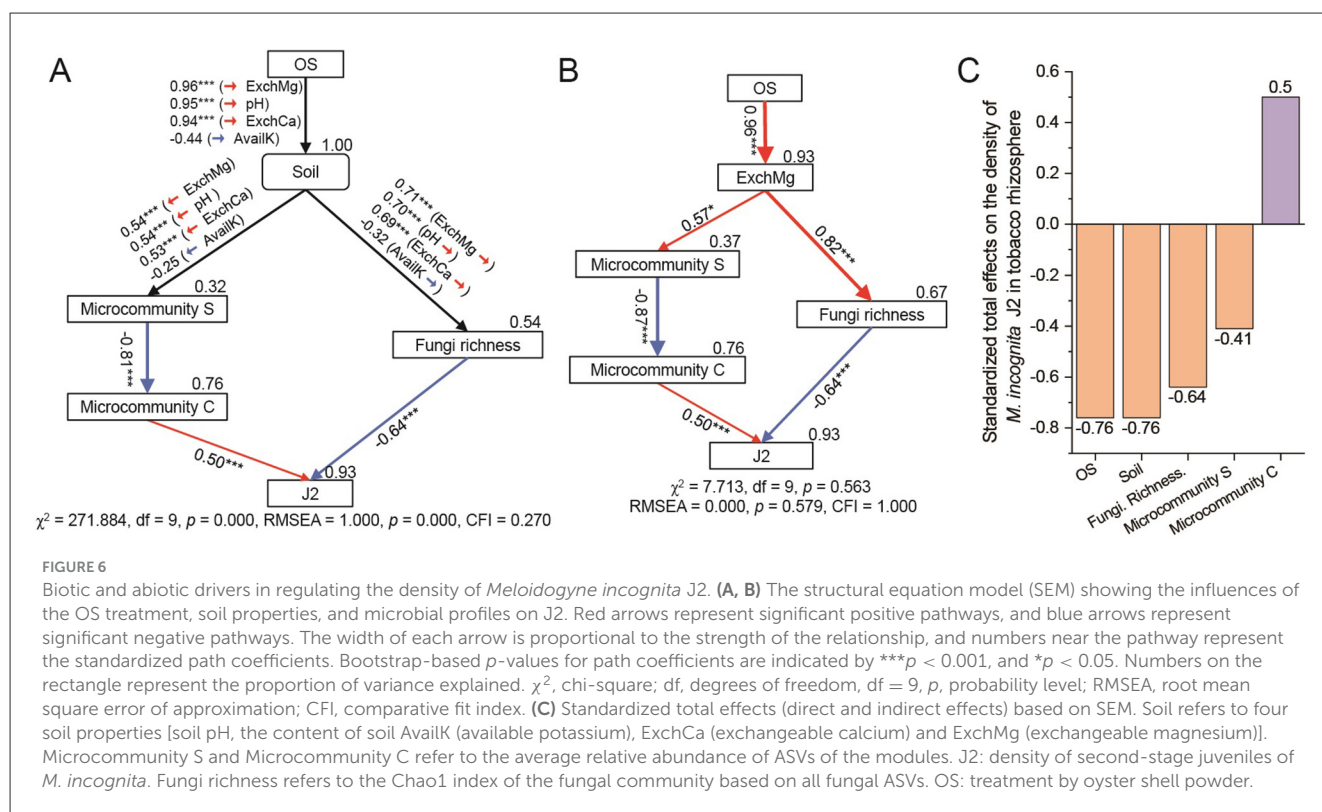 A
OS
0.96*** (→ ExchMg)
0.95*** (→ pH)
0.94*** (→ ExchCa)
-0.44 (→ AvailK)
1.00
Soil
0.54*** (← ExchMg)
0.54*** (← pH)
0.53*** (← ExchCa)
-0.25 (← AvailK)
0.71*** (ExchMg ↘)
0.70*** (pH ↘)
0.69*** (ExchCa ↘)
-0.32 (AvailK ↘)
0.32
Microcommunity S
0.54
Fungi richness
-0.81***
0.76
Microcommunity C
-0.64***
0.50***
0.93
J2
χ² = 271.884, df = 9, p = 0.000, RMSEA = 1.000, p = 0.000, CFI = 0.270
B
OS
0.96***
0.93
ExchMg
0.57*
0.82***
0.37
Microcommunity S
0.67
Fungi richness
-0.87***
0.76
Microcommunity C
-0.64***
0.50***
0.93
J2
χ² = 7.713, df = 9, p = 0.563
RMSEA = 0.000, p = 0.579, CFI = 1.000
C
Standardized total effects on the density of
M. incognita J2 in tobacco rhizosphere
0.6
0.4
0.2
0.0
-0.2
-0.4
-0.6
-0.8
0.5
-0.41
-0.64
-0.76
-0.76
OS
Soil
Fungi. Richness.
Microcommunity S
Microcommunity C
FIGURE 6
Biotic and abiotic drivers in regulating the density of Meloidogyne incognita J2. (A, B) The structural equation model (SEM) showing the influences of
the OS treatment, soil properties, and microbial profiles on J2. Red arrows represent significant positive pathways, and blue arrows represent
significant negative pathways. The width of each arrow is proportional to the strength of the relationship, and numbers near the pathway represent
the standardized path coefficients. Bootstrap-based p-values for path coefficients are indicated by ***p < 0.001, and *p < 0.05. Numbers on the
rectangle represent the proportion of variance explained. χ², chi-square; df, degrees of freedom, df = 9, p, probability level; RMSEA, root mean
square error of approximation; CFI, comparative fit index. (C) Standardized total effects (direct and indirect effects) based on SEM. Soil refers to four
soil properties [soil pH, the content of soil AvailK (available potassium), ExchCa (exchangeable calcium) and ExchMg (exchangeable magnesium)].
Microcommunity S and Microcommunity C refer to the average relative abundance of ASVs of the modules. J2: density of second-stage juveniles of
M. incognita. Fungi richness refers to the Chao1 index of the fungal community based on all fungal ASVs. OS: treatment by oyster shell powder.